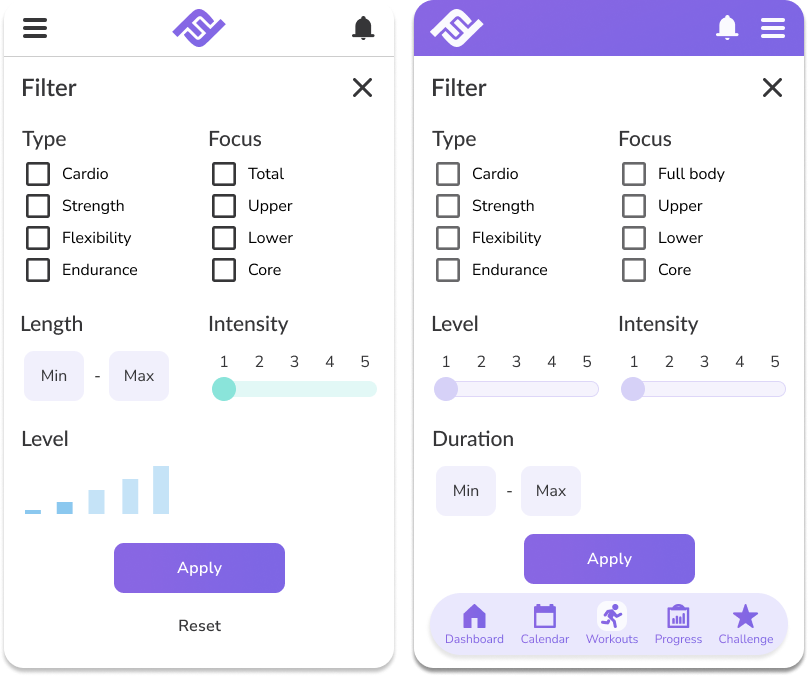 Filter
Type
Cardio
Strength
Flexibility
Endurance
Focus
Total
Upper
Lower
Core
Length
Min - Max
Intensity
1 2 3 4 5
Level
Apply
Reset
Filter
Type
Cardio
Strength
Flexibility
Endurance
Focus
Full body
Upper
Lower
Core
Level
1 2 3 4 5
Intensity
1 2 3 4 5
Duration
Min - Max
Apply
Dashboard Calendar Workouts Progress Challenge